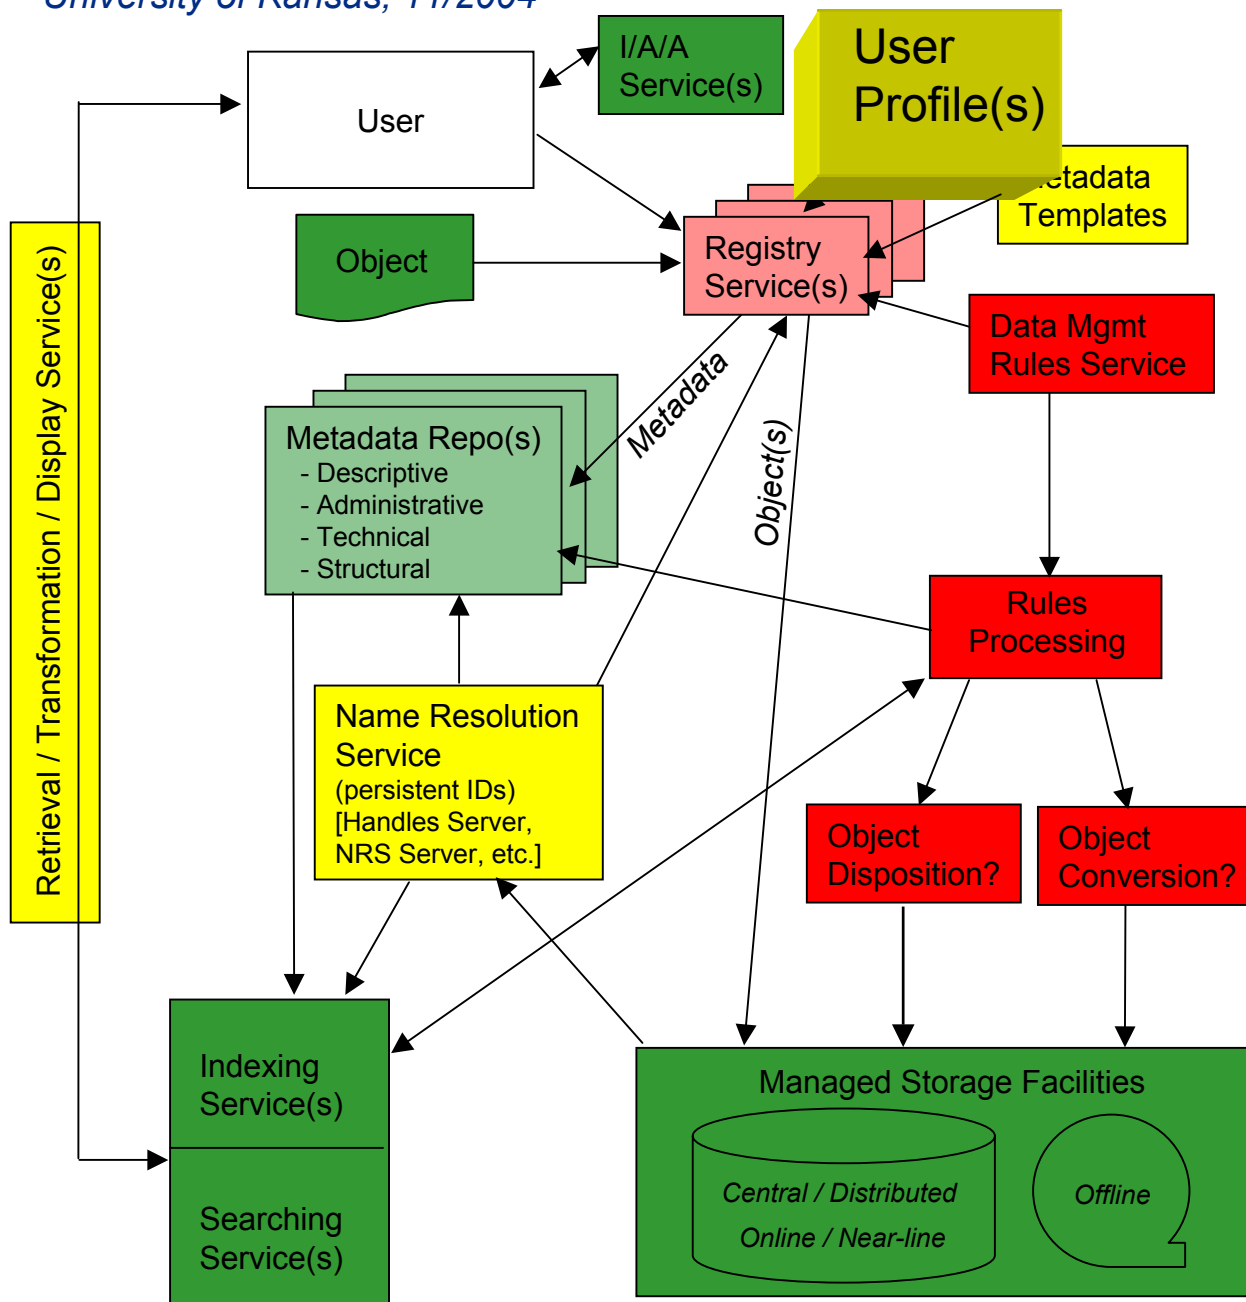 University of Kansas, 11/2004
I/A/A
Service(s)
User
Profile(s)
User
Templates
Object
Registry
Service(s)
Data Mgmt
Rules Service
Metadata
Object(s)
Metadata Repo(s)
- Descriptive
- Administrative
- Technical
- Structural
Retrieval / Transformation / Display Service(s)
Rules
Processing
Name Resolution
Service
(persistent IDs)
[Handles Server,
NRS Server, etc.]
Object
Disposition?
Object
Conversion?
Indexing
Service(s)
Searching
Service(s)
Managed Storage Facilities
Central / Distributed
Online / Near-line
Offline